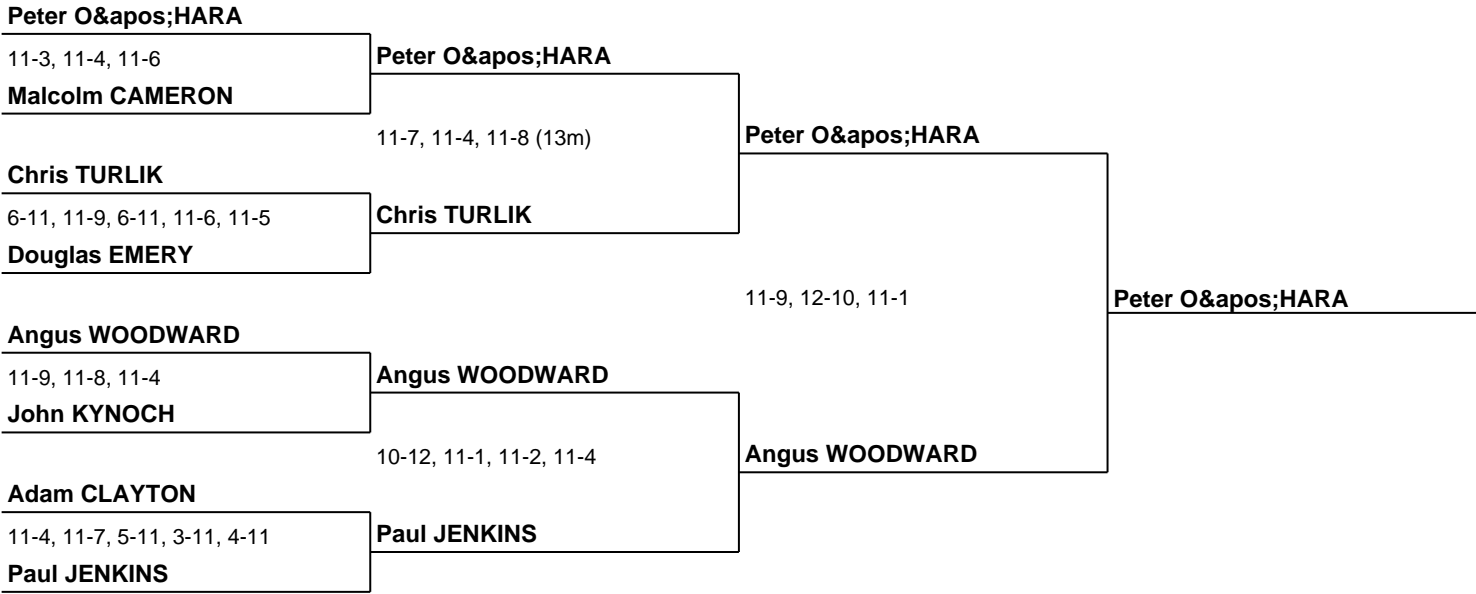 Peter O&apos;HARA
11-3, 11-4, 11-6
Peter O&apos;HARA
Malcolm CAMERON
11-7, 11-4, 11-8 (13m)
Peter O&apos;HARA
Chris TURLIK
6-11, 11-9, 6-11, 11-6, 11-5
Chris TURLIK
Douglas EMERY
11-9, 12-10, 11-1
Peter O&apos;HARA
Angus WOODWARD
11-9, 11-8, 11-4
Angus WOODWARD
John KYNOCH
10-12, 11-1, 11-2, 11-4
Angus WOODWARD
Adam CLAYTON
11-4, 11-7, 5-11, 3-11, 4-11
Paul JENKINS
Paul JENKINS